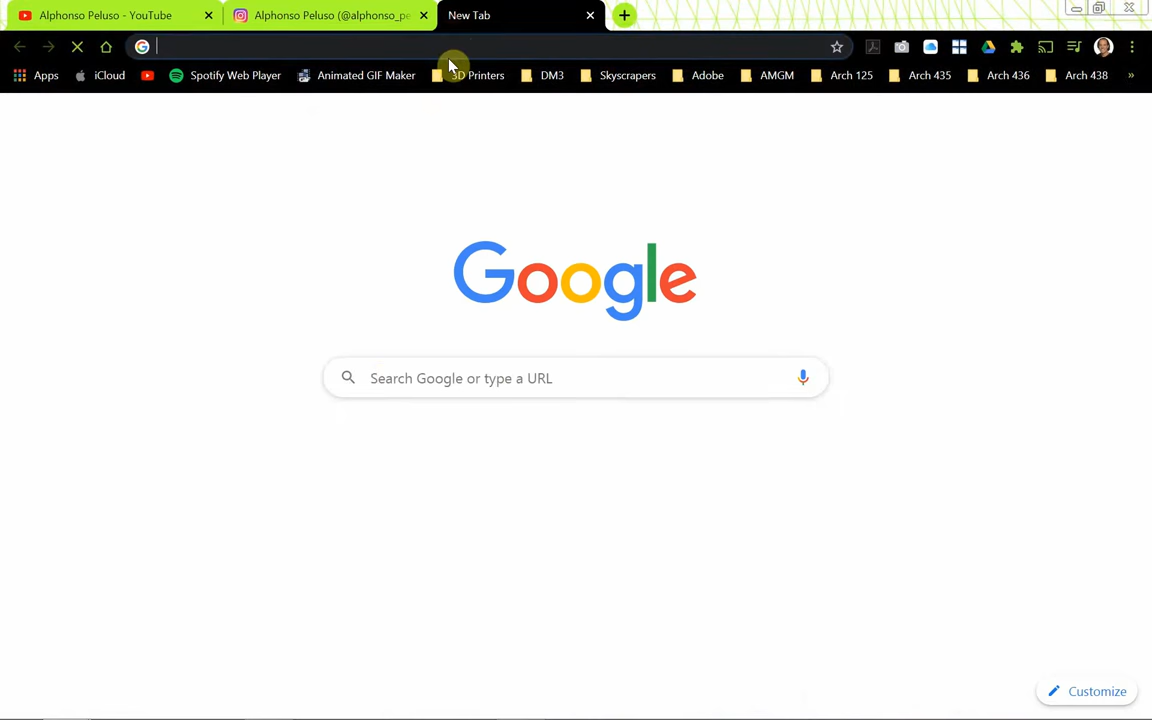 Alphonso Peluso - YouTube
Alphonso Peluso (@alphonso_pe
New Tab
Apps
iCloud
Spotify Web Player
Animated GIF Maker
3D Printers
DM3
Skyscrapers
Adobe
AMGM
Arch 125
Arch 435
Arch 436
Arch 438
»
Google
Search Google or type a URL
Customize